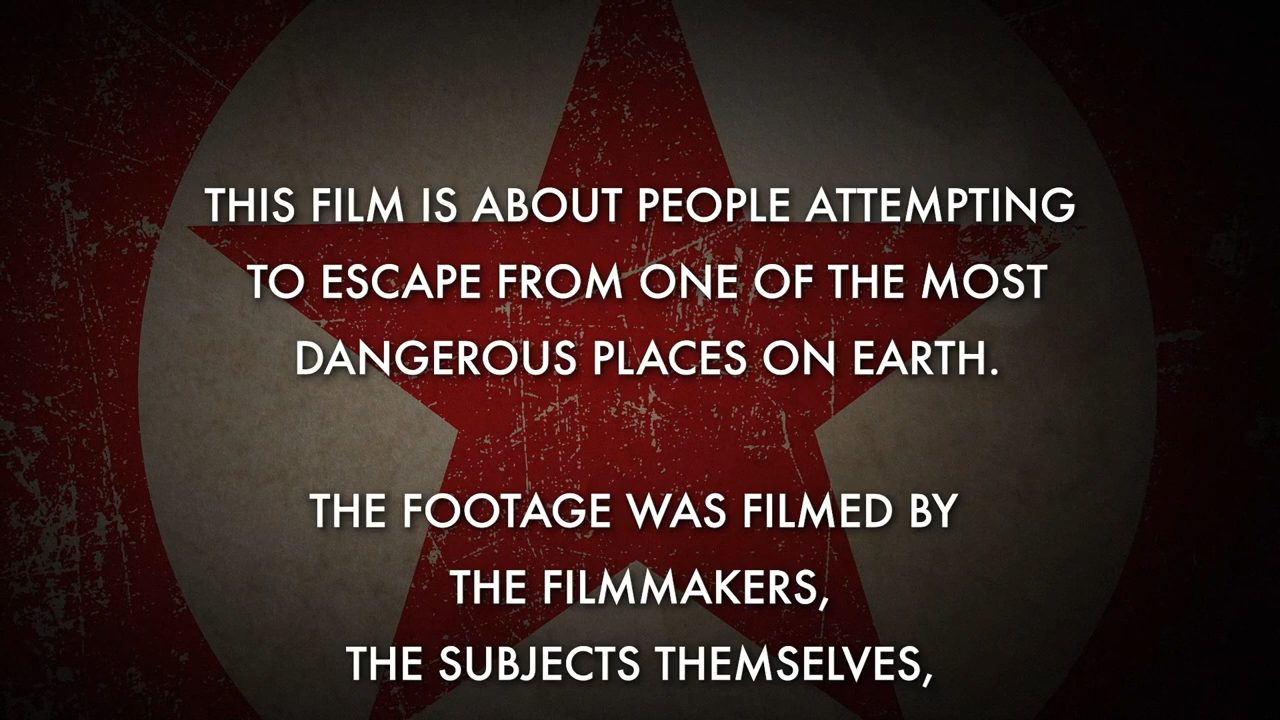 THIS FILM IS ABOUT PEOPLE ATTEMPTING
TO ESCAPE FROM ONE OF THE MOST
DANGEROUS PLACES ON EARTH.
THE FOOTAGE WAS FILMED BY
THE FILMMAKERS,
THE SUBJECTS THEMSELVES,